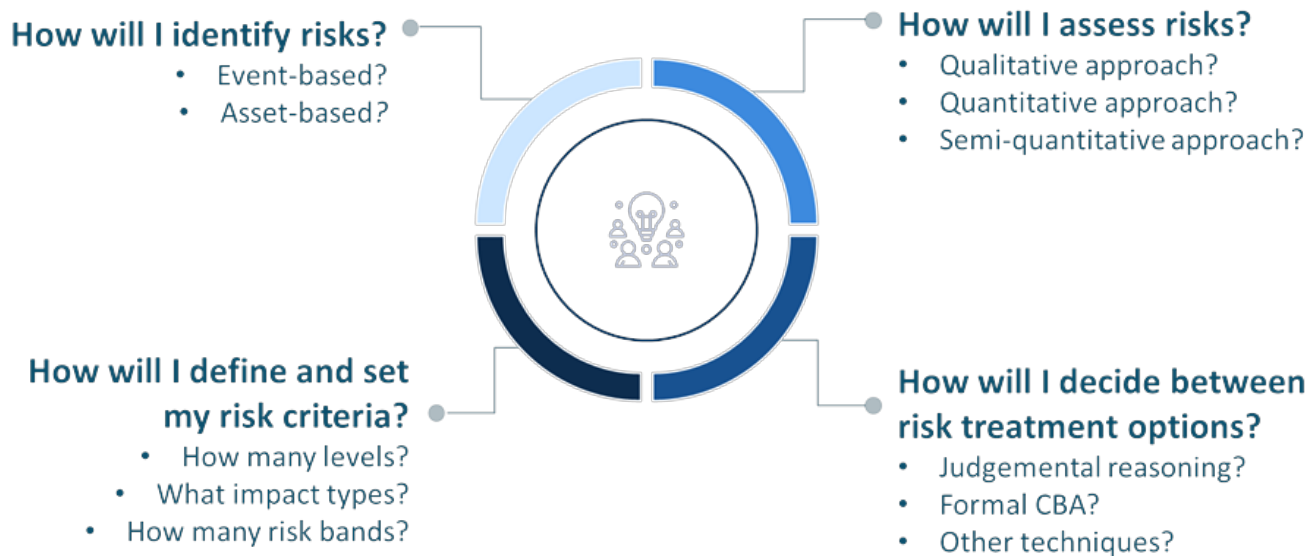 How will I identify risks?
• Event-based?
• Asset-based?
How will I assess risks?
• Qualitative approach?
• Quantitative approach?
• Semi-quantitative approach?
How will I define and set
my risk criteria?
• How many levels?
• What impact types?
• How many risk bands?
How will I decide between
risk treatment options?
• Judgemental reasoning?
• Formal CBA?
• Other techniques?